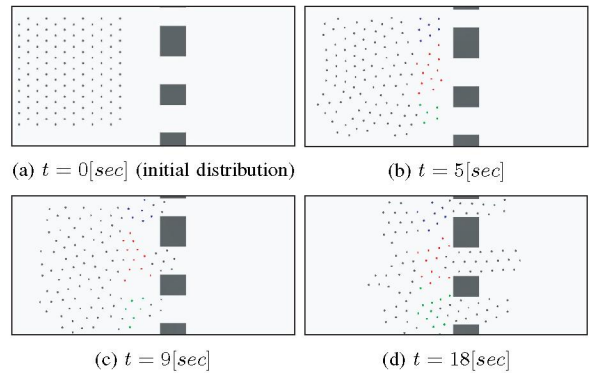 (a) t = 0[sec] (initial distribution)
(b) t = 5[sec]
(c) t = 9[sec]
(d) t = 18[sec]